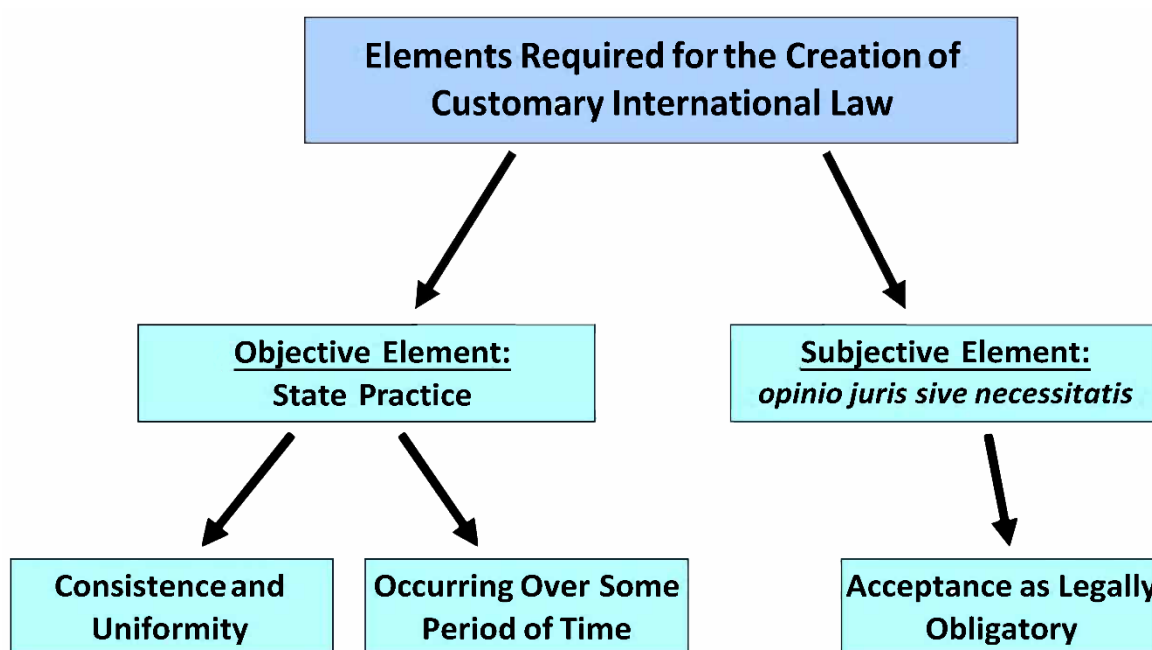 Elements Required for the Creation of
Customary International Law
Objective Element:
State Practice
Subjective Element:
opinio juris sive necessitatis
Consistence and
Uniformity
Occurring Over Some
Period of Time
Acceptance as Legally
Obligatory